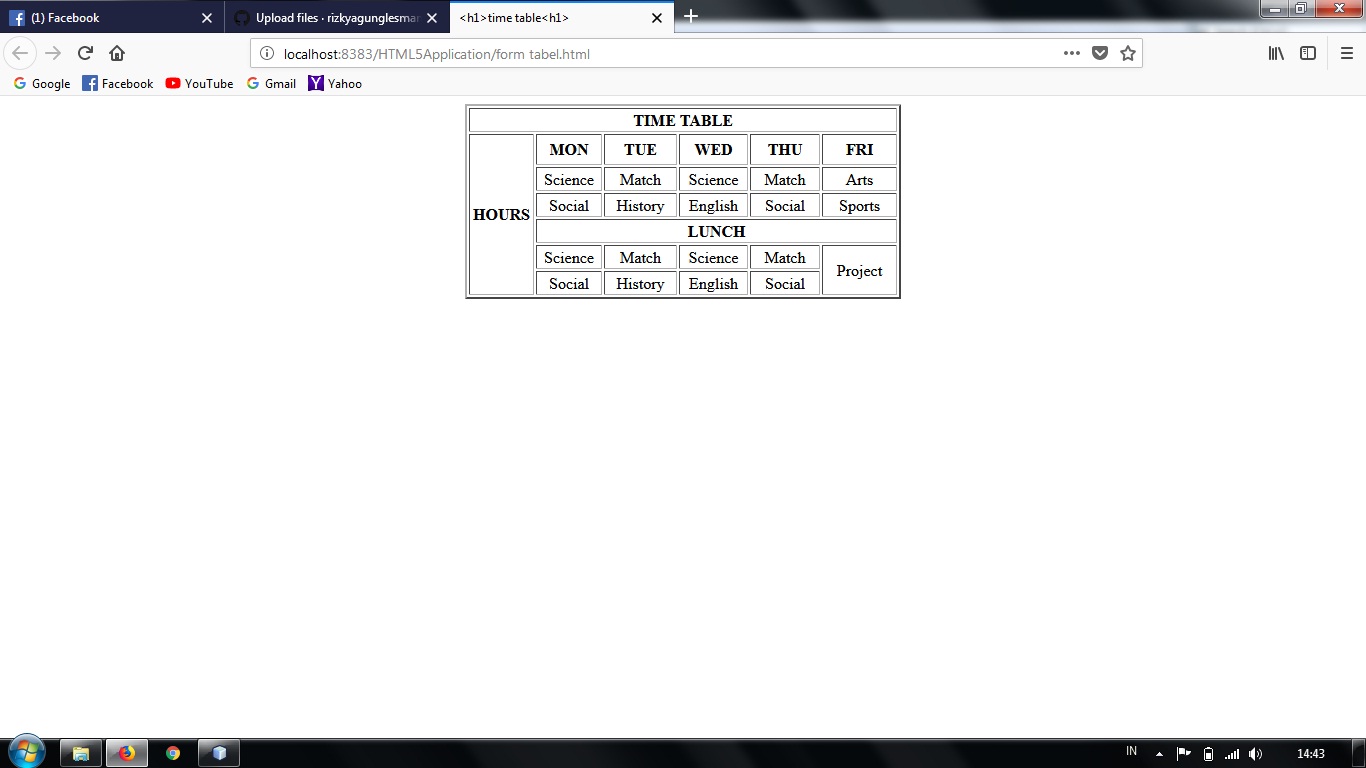 (1) Facebook
Upload files · rizkyagunglesmar
<h1>time table<h1>
localhost:8383/HTML5Application/form tabel.html
Google Facebook YouTube Gmail Yahoo
TIME TABLE
HOURS MON TUE WED THU FRI
Science Match Science Match Arts
Social History English Social Sports
LUNCH
Science Match Science Match Project
Social History English Social
IN 14:43